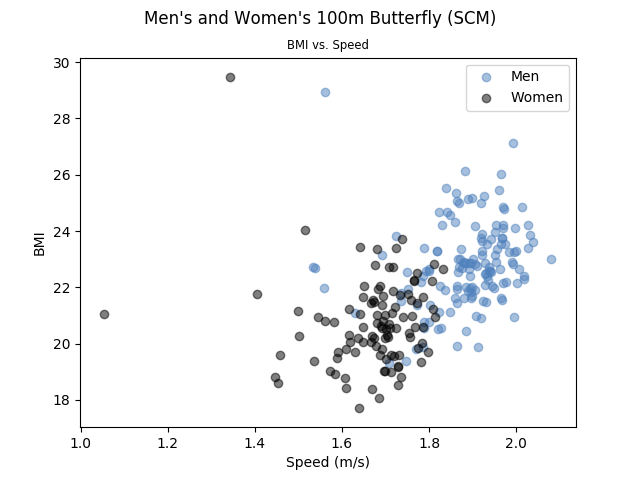 Men's and Women's 100m Butterfly (SCM)
BMI vs. Speed
Men
Women
BMI
30
28
26
24
22
20
18
1.0 1.2 1.4 1.6 1.8 2.0
Speed (m/s)